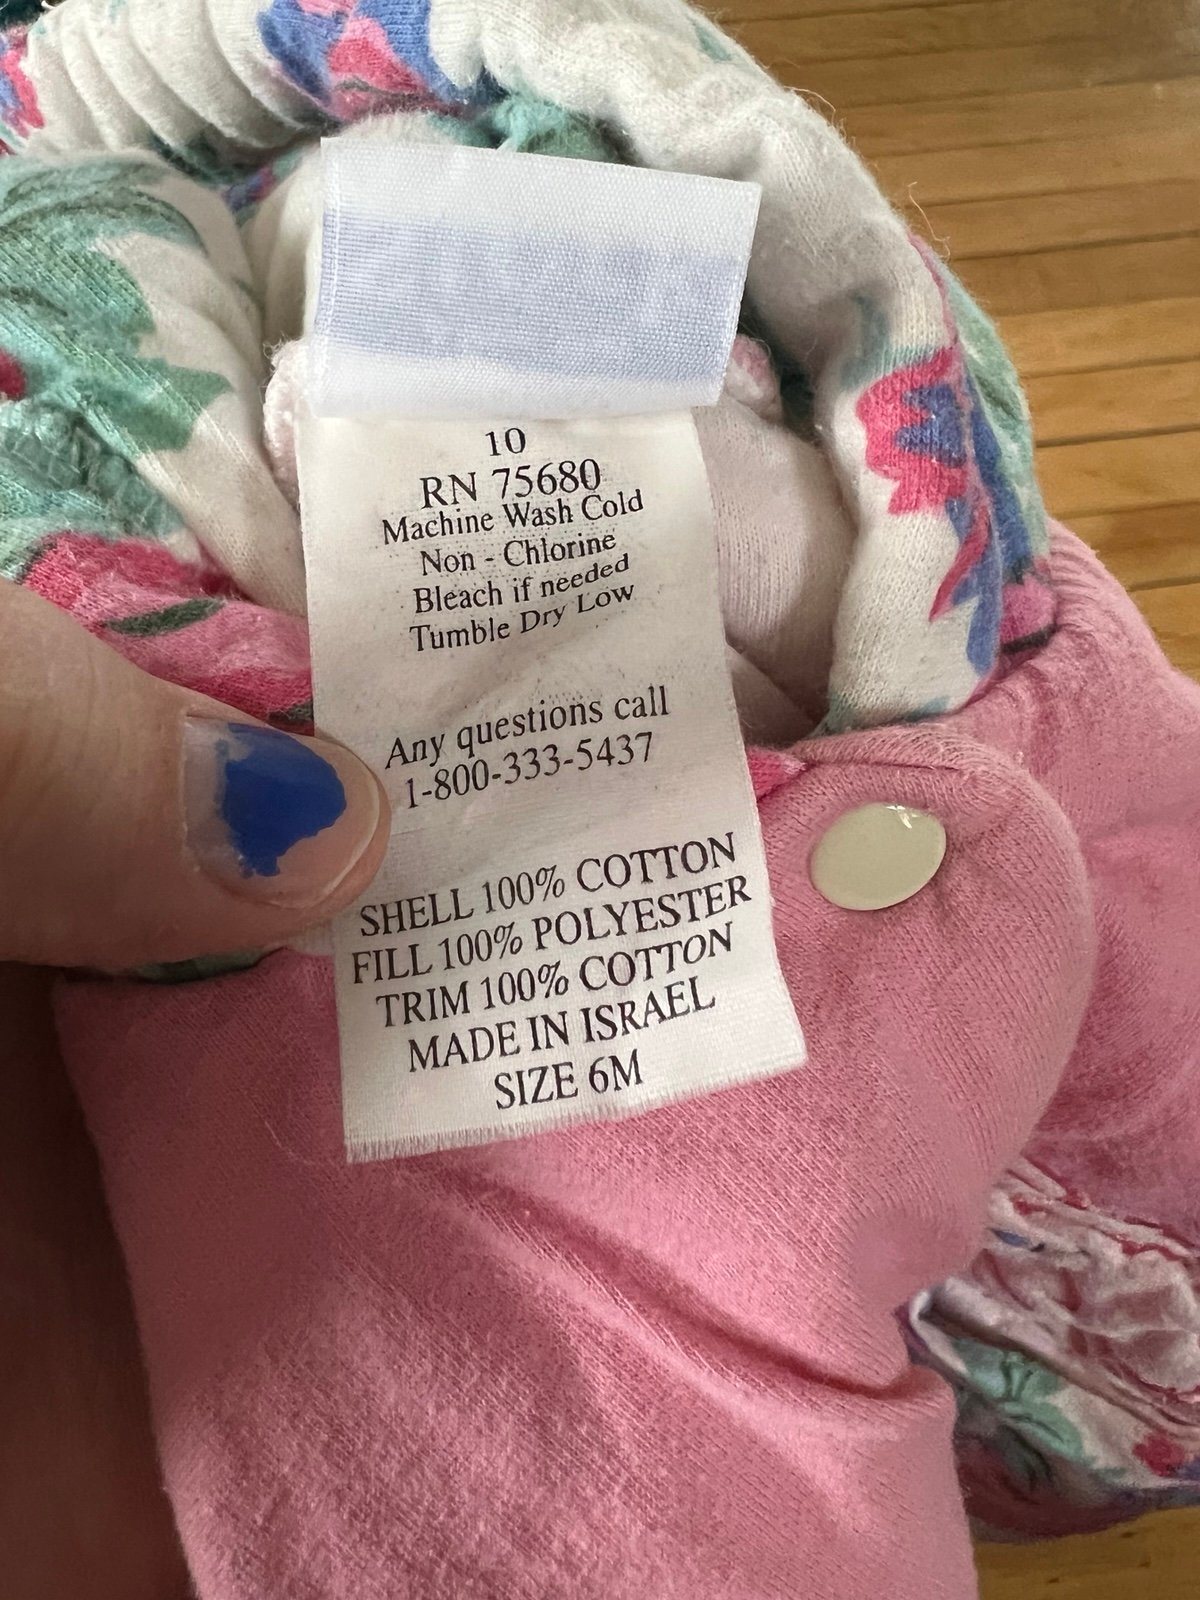 10
RN 75680
Machine Wash Cold
Non - Chlorine
Bleach if needed
Tumble Dry Low
Any questions call
1-800-333-5437
SHELL 100% COTTON
FILL 100% POLYESTER
TRIM 100% COTTON
MADE IN ISRAEL
SIZE 6M